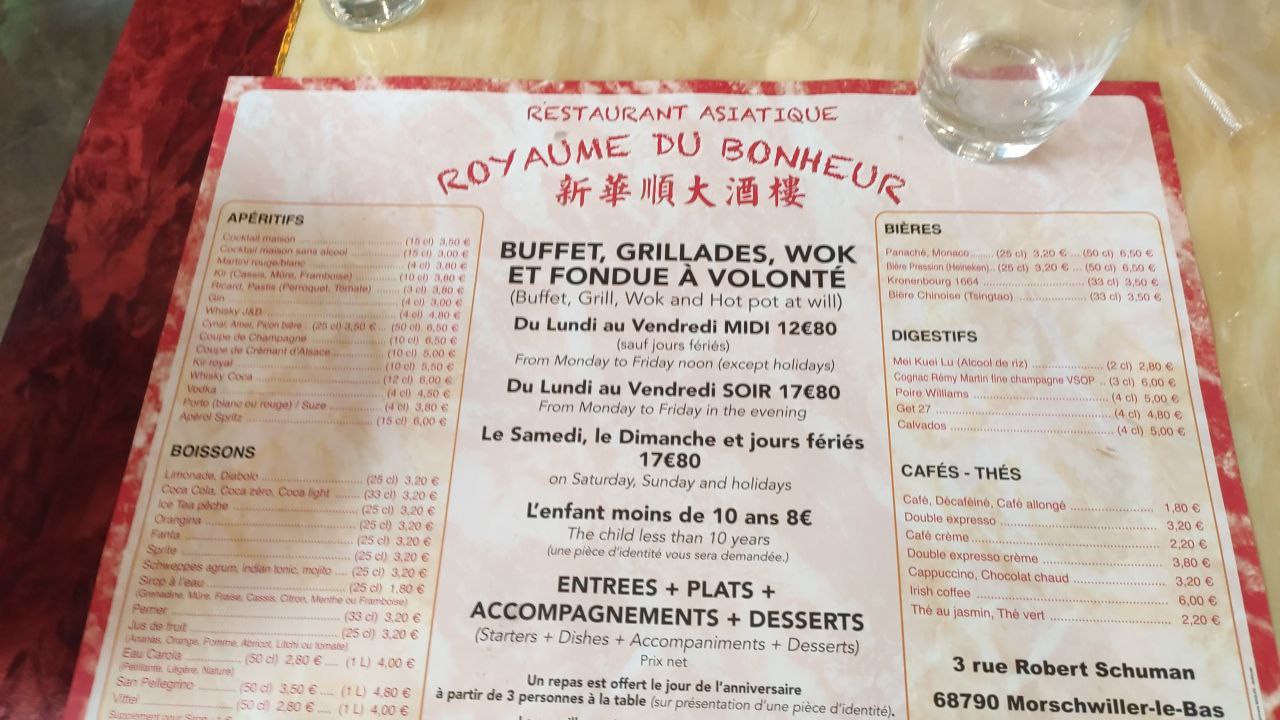 RESTAURANT ASIATIQUE
ROYAUME DU BONHEUR
新華順大酒樓
APÉRITIFS
Cocktail maison ........ (15 cl) 3,50 €
Cocktail maison sans alcool ........ (15 cl) 3,00 €
Martini rouge/blanc ........ (4 cl) 3,80 €
Kir (Cassis, Mûre, Framboise) ........ (10 cl) 3,80 €
Ricard, Pastis (Perroquet, Tomate) ........ (3 cl) 3,80 €
Gin ........ (4 cl) 3,00 €
Whisky J&B ........ (4 cl) 4,80 €
Cynar, Amer, Picon bière .. (25 cl) 3,50 € ... (50 cl) 6,50 €
Coupe de Champagne ........ (10 cl) 6,50 €
Coupe de Crémant d'Alsace ........ (10 cl) 5,00 €
Kir royal ........ (10 cl) 5,50 €
Whisky Coca ........ (12 cl) 6,00 €
Vodka ........ (4 cl) 4,50 €
Porto (blanc ou rouge) / Suze ........ (4 cl) 3,80 €
Apérol Spritz ........ (15 cl) 6,00 €
BOISSONS
Limonade, Diabolo ........ (25 cl) 3,20 €
Coca Cola, Coca zéro, Coca light ........ (33 cl) 3,20 €
Ice Tea pêche ........ (25 cl) 3,20 €
Orangina ........ (25 cl) 3,20 €
Fanta ........ (25 cl) 3,20 €
Sprite ........ (25 cl) 3,20 €
Schweppes agrum, indian tonic, mojito .... (25 cl) 3,20 €
Sirop à l'eau ........ (25 cl) 1,80 €
(Grenadine, Mûre, Fraise, Cassis, Citron, Menthe ou Framboise)
Perrier ........ (33 cl) 3,20 €
Jus de fruit ........ (25 cl) 3,20 €
(Ananas, Orange, Pomme, Abricot, Litchi ou tomate)
Eau Carola ........ (50 cl) 2,80 € .... (1 L) 4,00 €
(Pétillante, Légère, Nature)
San Pellegrino ........ (50 cl) 3,50 € .... (1 L) 4,80 €
Vittel ........ (50 cl) 2,80 € .... (1 L) 4,00 €
Supplément pour Sirop : 1 €
BUFFET, GRILLADES, WOK
ET FONDUE À VOLONTÉ
(Buffet, Grill, Wok and Hot pot at will)
Du Lundi au Vendredi MIDI 12€80
(sauf jours fériés)
From Monday to Friday noon (except holidays)
Du Lundi au Vendredi SOIR 17€80
From Monday to Friday in the evening
Le Samedi, le Dimanche et jours fériés
17€80
on Saturday, Sunday and holidays
L'enfant moins de 10 ans 8€
The child less than 10 years
(une pièce d'identité vous sera demandée.)
ENTREES + PLATS +
ACCOMPAGNEMENTS + DESSERTS
(Starters + Dishes + Accompaniments + Desserts)
Prix net
Un repas est offert le jour de l'anniversaire
à partir de 3 personnes à la table (sur présentation d'une pièce d'identité).
BIÈRES
Panaché, Monaco ....... (25 cl) 3,20 € ... (50 cl) 6,50 €
Bière Pression (Heineken).. (25 cl) 3,20 € ... (50 cl) 6,50 €
Kronenbourg 1664 ........ (33 cl) 3,50 €
Bière Chinoise (Tsingtao) ........ (33 cl) 3,50 €
DIGESTIFS
Mei Kuei Lu (Alcool de riz) ........ (2 cl) 2,80 €
Cognac Rémy Martin fine champagne VSOP .. (3 cl) 6,00 €
Poire Williams ........ (4 cl) 5,00 €
Get 27 ........ (4 cl) 4,80 €
Calvados ........ (4 cl) 5,00 €
CAFÉS - THÉS
Café, Décaféiné, Café allongé ........ 1,80 €
Double expresso ........ 3,20 €
Café crème ........ 2,20 €
Double expresso crème ........ 3,80 €
Cappuccino, Chocolat chaud ........ 3,20 €
Irish coffee ........ 6,00 €
Thé au jasmin, Thé vert ........ 2,20 €
3 rue Robert Schuman
68790 Morschwiller-le-Bas